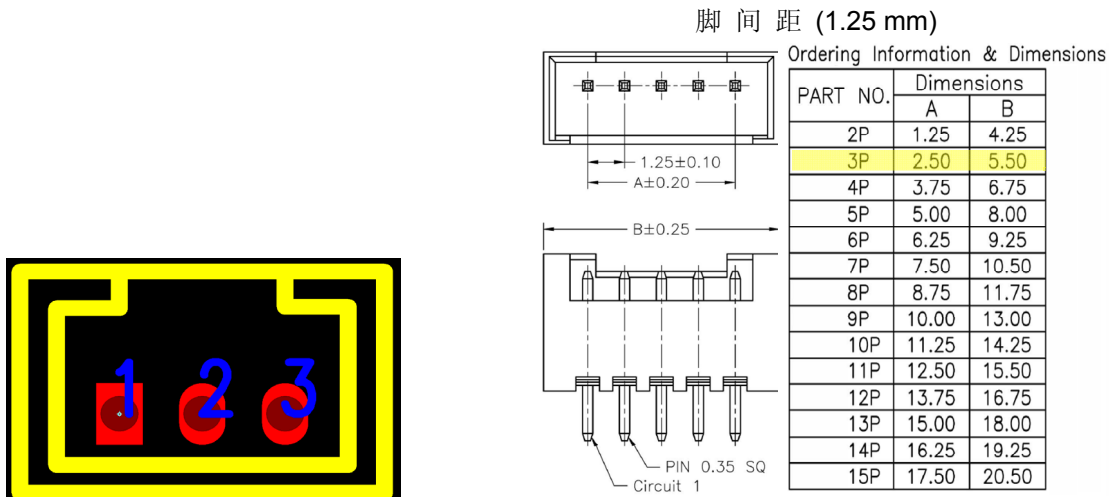 脚 间 距 (1.25 mm)
Ordering Information & Dimensions
PART NO. Dimensions
A B
2P 1.25 4.25
3P 2.50 5.50
4P 3.75 6.75
5P 5.00 8.00
6P 6.25 9.25
7P 7.50 10.50
8P 8.75 11.75
9P 10.00 13.00
10P 11.25 14.25
11P 12.50 15.50
12P 13.75 16.75
13P 15.00 18.00
14P 16.25 19.25
15P 17.50 20.50
1.25±0.10
A±0.20
B±0.25
PIN 0.35 SQ
Circuit 1
1 2 3